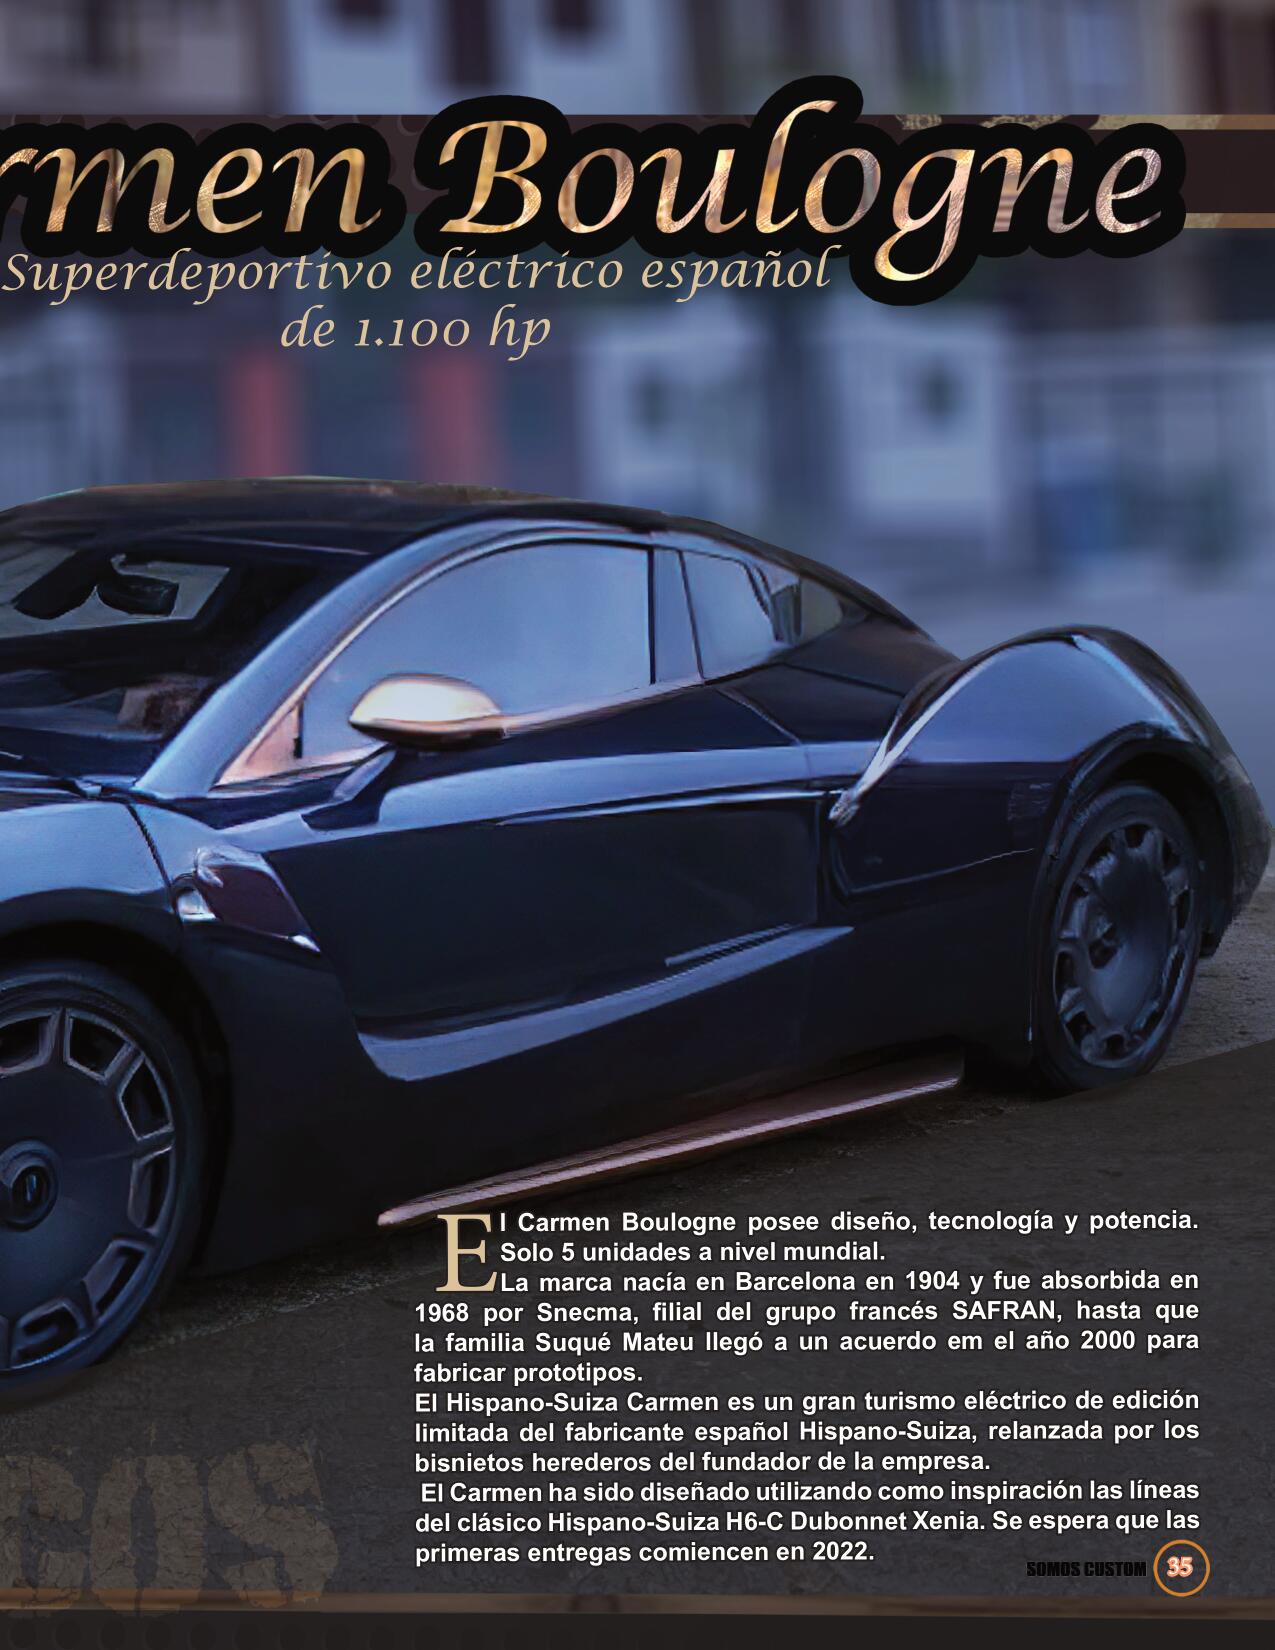 rmen Boulogne
Superdeportivo eléctrico español
de 1.100 hp
El Carmen Boulogne posee diseño, tecnología y potencia.
Solo 5 unidades a nivel mundial.
La marca nacía en Barcelona en 1904 y fue absorbida en
1968 por Snecma, filial del grupo francés SAFRAN, hasta que
la familia Suqué Mateu llegó a un acuerdo em el año 2000 para
fabricar prototipos.
El Hispano-Suiza Carmen es un gran turismo eléctrico de edición
limitada del fabricante español Hispano-Suiza, relanzada por los
bisnietos herederos del fundador de la empresa.
El Carmen ha sido diseñado utilizando como inspiración las líneas
del clásico Hispano-Suiza H6-C Dubonnet Xenia. Se espera que las
primeras entregas comiencen en 2022.
COS
SOMOS CUSTOM 35